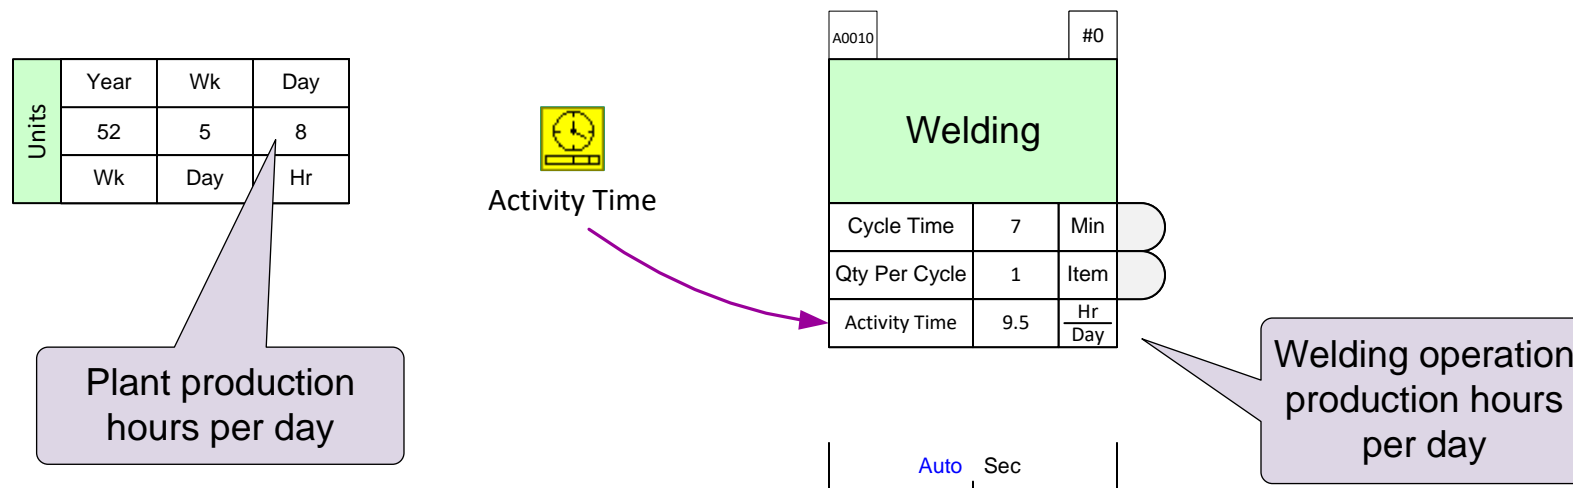 Units
Year Wk Day
52 5 8
Wk Day Hr
Plant production
hours per day
Activity Time
A0010 #0
Welding
Cycle Time 7 Min
Qty Per Cycle 1 Item
Activity Time 9.5 Hr
Day
Welding operation
production hours
per day
Auto Sec